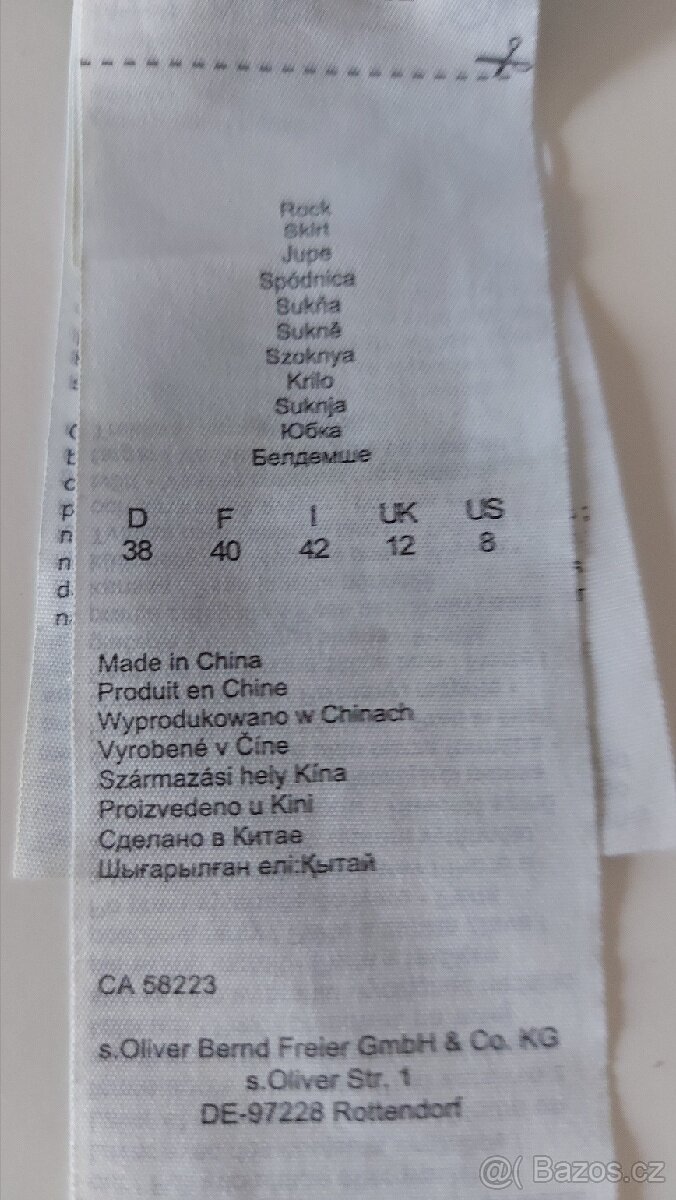 Rock
Skirt
Jupe
Spódnica
Sukňa
Sukně
Szoknya
Krilo
Suknja
Юбка
Белдемше
D F I UK US
38 40 42 12 8
Made in China
Produit en Chine
Wyprodukowano w Chinach
Vyrobené v Číne
Származási hely Kína
Proizvedeno u Kini
Сделано в Китае
Шығарылған елі:Қытай
CA 58223
s.Oliver Bernd Freier GmbH & Co. KG
s.Oliver Str. 1
DE-97228 Rottendorf
@( Bazos.cz